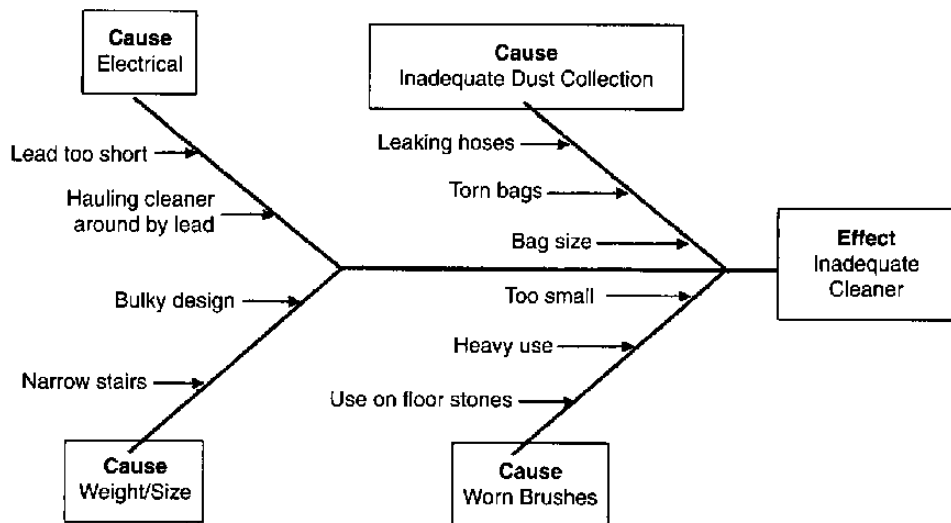 Cause
Electrical
Cause
Inadequate Dust Collection
Lead too short
Hauling cleaner
around by lead
Leaking hoses
Torn bags
Bag size
Effect
Inadequate
Cleaner
Bulky design
Narrow stairs
Too small
Heavy use
Use on floor stones
Cause
Weight/Size
Cause
Worn Brushes